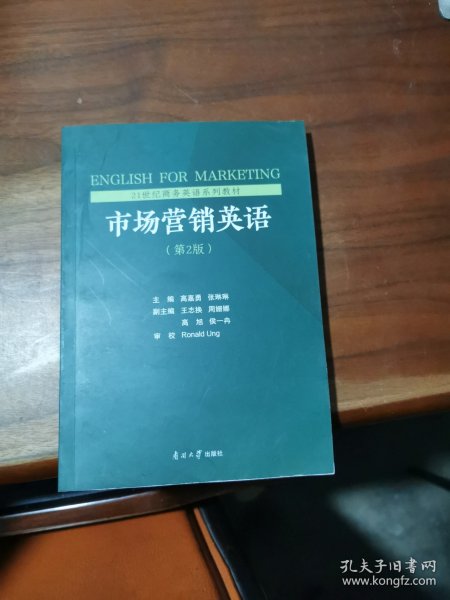 ENGLISH FOR MARKETING
21世纪商务英语系列教材
市场营销英语
(第2版)
主 编 高嘉勇 张琳琳
副主编 王志换 周姗娜
高 旭 侯一冉
审 校 Ronald Ung
南开大学出版社
孔夫子旧书网
www.kongfz.com